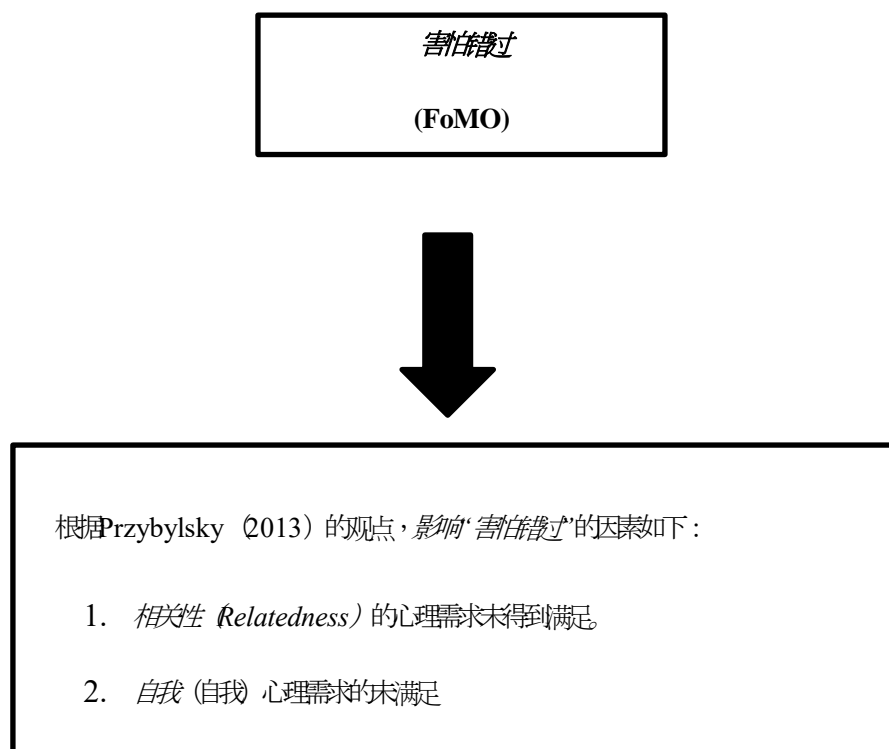 害怕错过
(FoMO)
根据Przybylsky（2013）的观点，影响“害怕错过”的因素如下：
1. 相关性（Relatedness）的心理需求未得到满足。
2. 自我（自我）心理需求的未满足